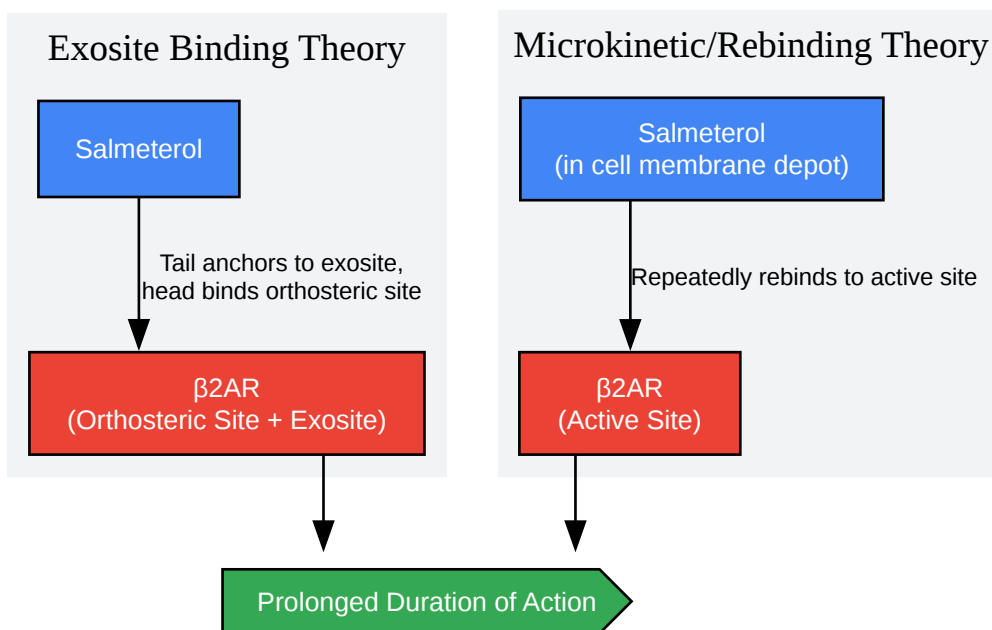 Exosite Binding Theory
Salmeterol
Tail anchors to exosite,
head binds orthosteric site
β2AR
(Orthosteric Site + Exosite)
Microkinetic/Rebinding Theory
Salmeterol
(in cell membrane depot)
Repeatedly rebinds to active site
β2AR
(Active Site)
Prolonged Duration of Action